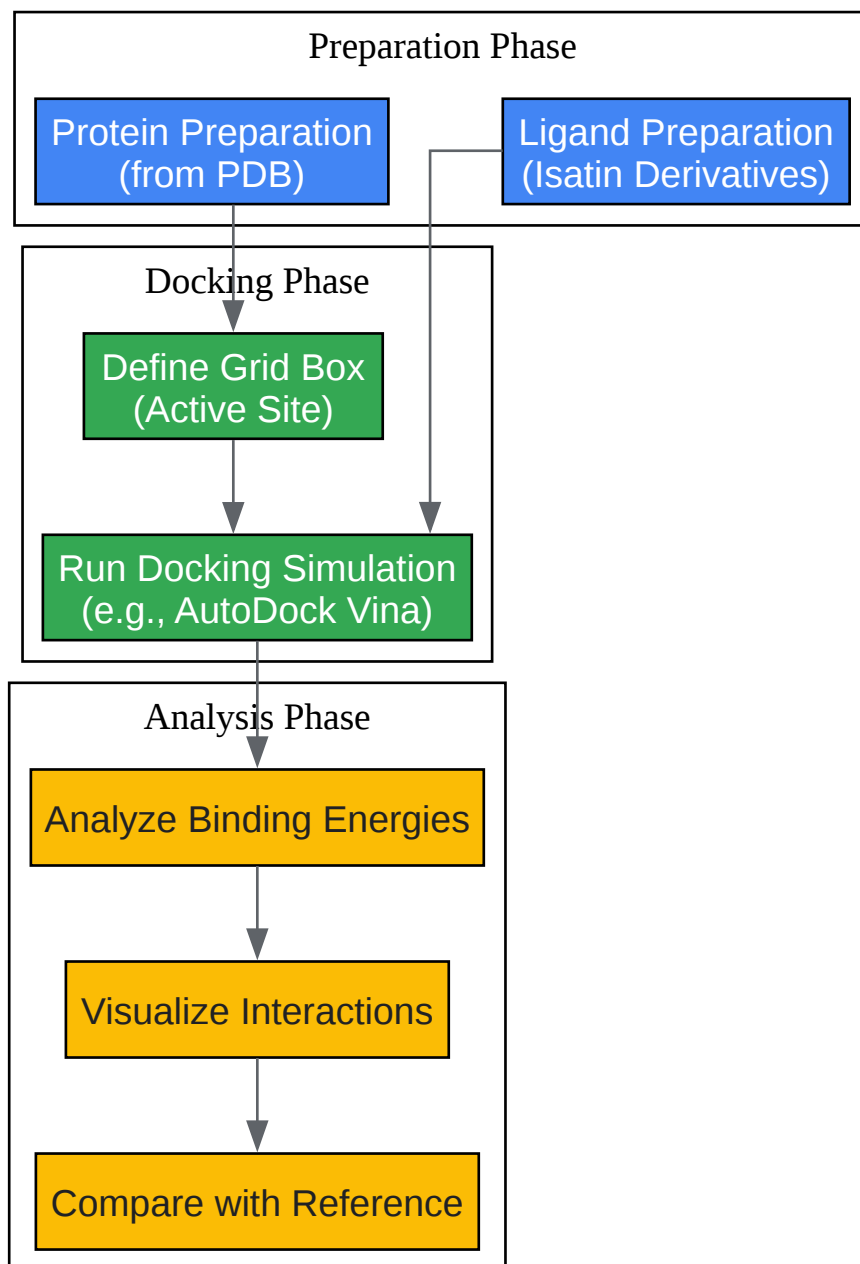 Preparation Phase
Protein Preparation
(from PDB)
Ligand Preparation
(Isatin Derivatives)
Docking Phase
Define Grid Box
(Active Site)
Run Docking Simulation
(e.g., AutoDock Vina)
Analysis Phase
Analyze Binding Energies
Visualize Interactions
Compare with Reference